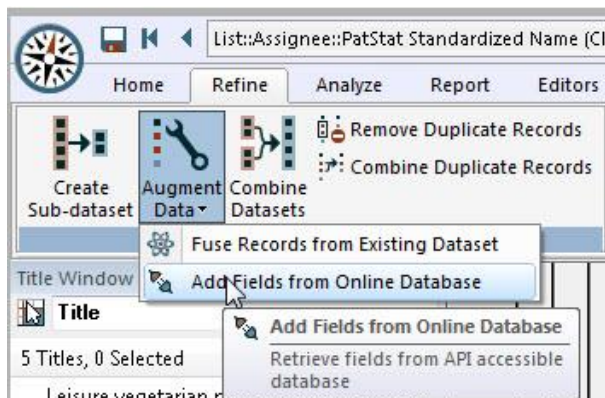 List::Assignee::PatStat Standardized Name (Cl
Home Refine Analyze Report Editors
Create Sub-dataset
Augment Data
Combine Datasets
Remove Duplicate Records
Combine Duplicate Records
Fuse Records from Existing Dataset
Title Window
Add Fields from Online Database
Title
Add Fields from Online Database
5 Titles, 0 Selected
Retrieve fields from API accessible
database
Leisure vegetarian